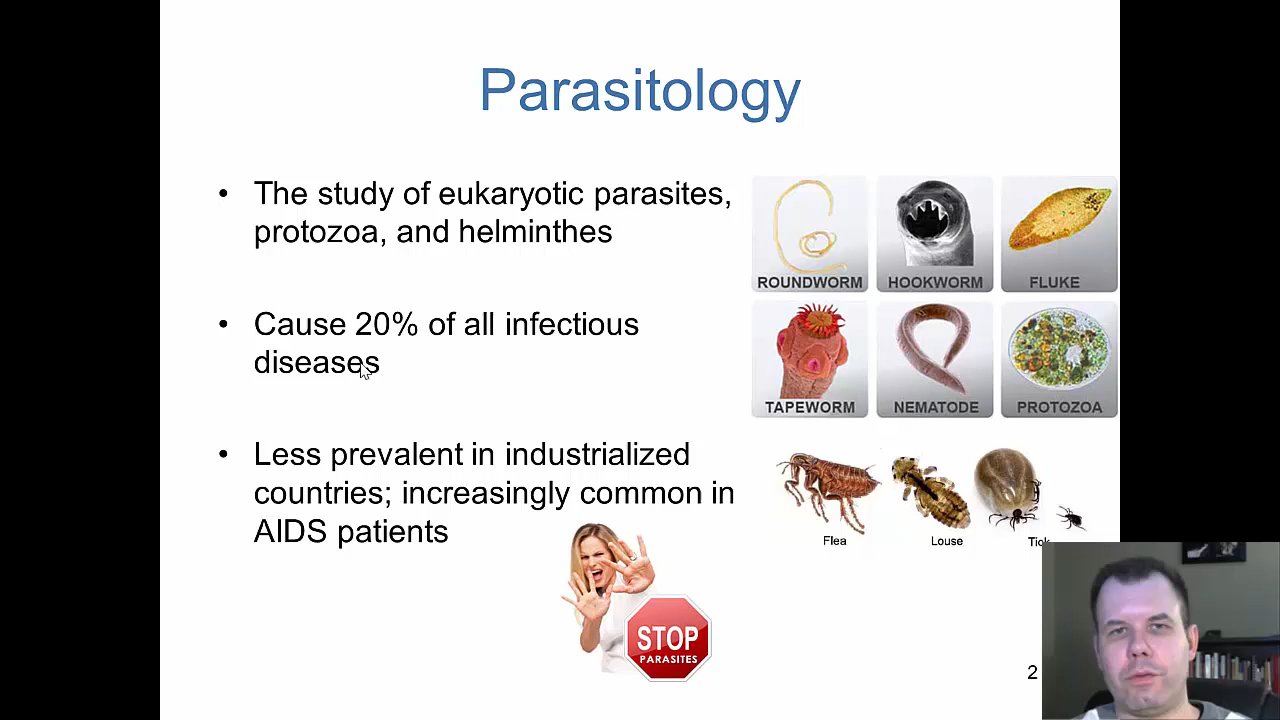 Parasitology
• The study of eukaryotic parasites,
protozoa, and helminthes
• Cause 20% of all infectious
diseases
• Less prevalent in industrialized
countries; increasingly common in
AIDS patients
ROUNDWORM
HOOKWORM
FLUKE
TAPEWORM
NEMATODE
PROTOZOA
Flea
Louse
Tick
STOP
PARASITES
2